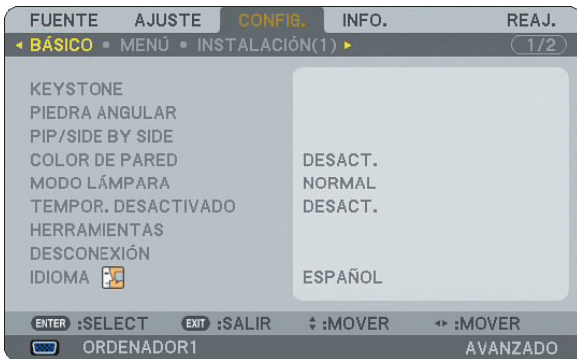 FUENTE AJUSTE CONFIG. INFO. REAJ.
BÁSICO • MENÚ • INSTALACIÓN(1) 1/2
KEYSTONE
PIEDRA ANGULAR
PIP/SIDE BY SIDE
COLOR DE PARED DESACT.
MODO LÁMPARA NORMAL
TEMPOR. DESACTIVADO DESACT.
HERRAMIENTAS
DESCONEXIÓN
IDIOMA ESPAÑOL
ENTER :SELECT EXIT :SALIR :MOVER :MOVER
ORDENADOR1 AVANZADO